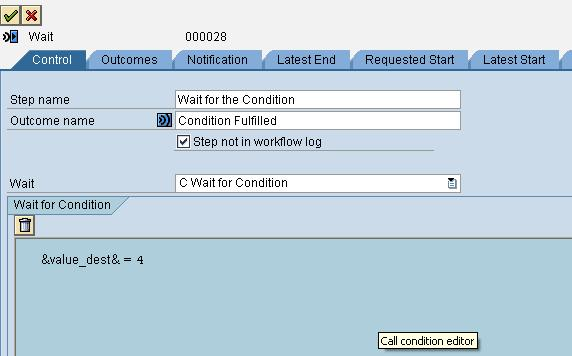 Wait 000028
Control Outcomes Notification Latest End Requested Start Latest Start
Step name Wait for the Condition
Outcome name Condition Fulfilled
Step not in workflow log
Wait C Wait for Condition
Wait for Condition
&value_dest& = 4
Call condition editor